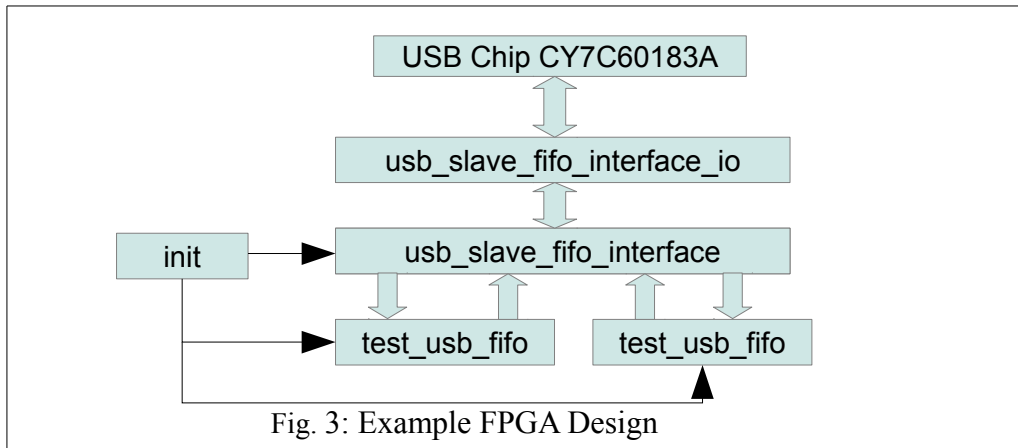 USB Chip CY7C60183A
usb_slave_fifo_interface_io
usb_slave_fifo_interface
init
test_usb_fifo
test_usb_fifo
Fig. 3: Example FPGA Design